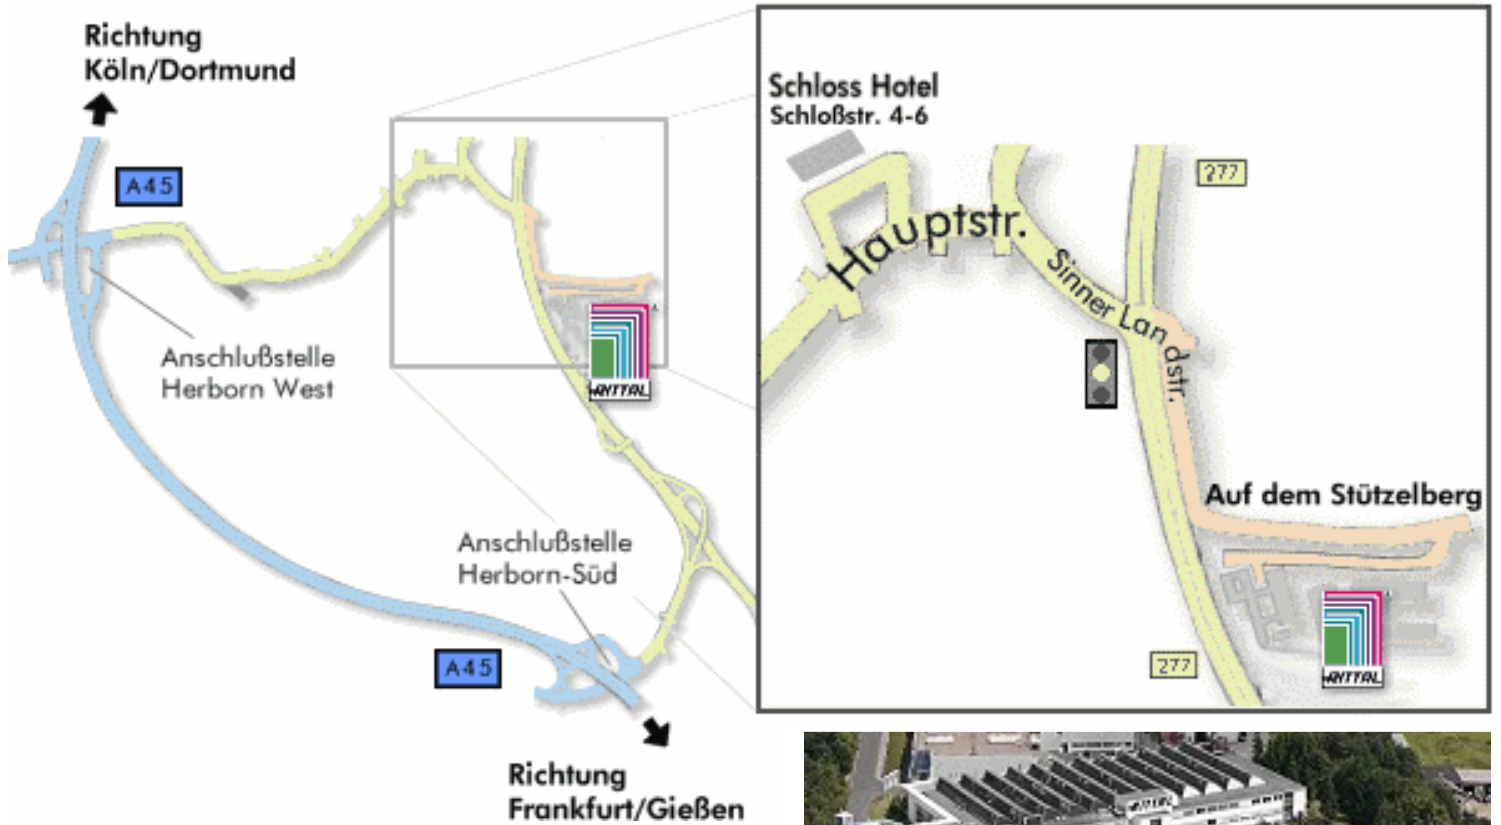 Richtung
Köln/Dortmund
A45
Anschlußstelle
Herborn West
RITTAL
Anschlußstelle
Herborn-Süd
A45
Richtung
Frankfurt/Gießen
Schloss Hotel
Schloßstr. 4-6
277
Hauptstr.
Sinner Landstr.
Auf dem Stützelberg
277
RITTAL
RITTAL